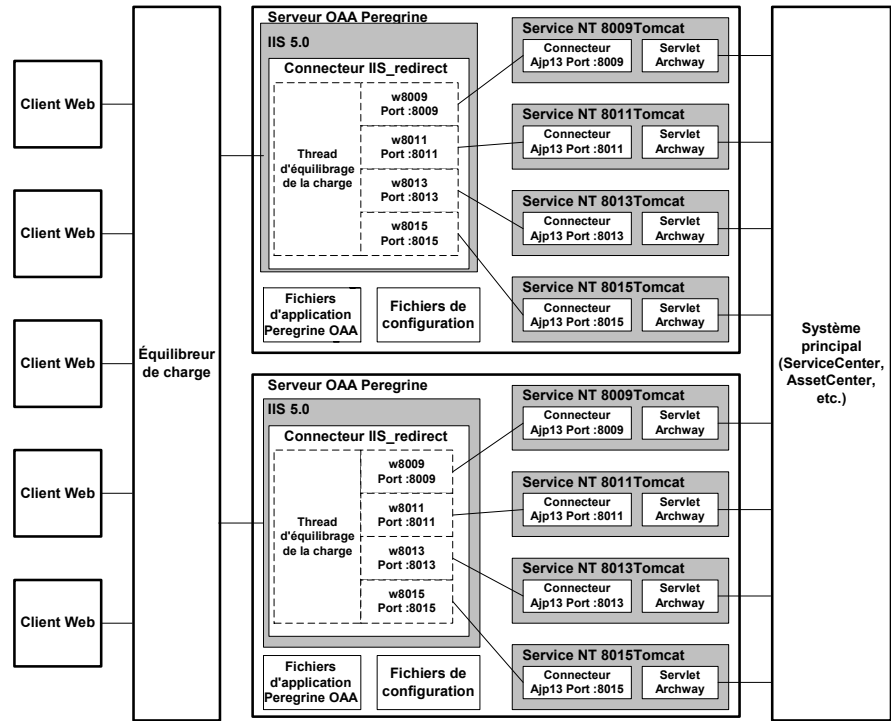 Client Web
Client Web
Client Web
Client Web
Client Web
Équilibreur
de charge
Serveur OAA Peregrine
IIS 5.0
Connecteur IIS_redirect
Thread
d'équilibrage
de la charge
w8009
Port :8009
w8011
Port :8011
w8013
Port :8013
w8015
Port :8015
Fichiers
d'application
Peregrine OAA
Fichiers de
configuration
Service NT 8009Tomcat
Connecteur
Ajp13 Port :8009
Servlet
Archway
Service NT 8011Tomcat
Connecteur
Ajp13 Port :8011
Servlet
Archway
Service NT 8013Tomcat
Connecteur
Ajp13 Port :8013
Servlet
Archway
Service NT 8015Tomcat
Connecteur
Ajp13 Port :8015
Servlet
Archway
Serveur OAA Peregrine
IIS 5.0
Connecteur IIS_redirect
Thread
d'équilibrage
de la charge
w8009
Port :8009
w8011
Port :8011
w8013
Port :8013
w8015
Port :8015
Fichiers
d'application
Peregrine OAA
Fichiers de
configuration
Service NT 8009Tomcat
Connecteur
Ajp13 Port :8009
Servlet
Archway
Service NT 8011Tomcat
Connecteur
Ajp13 Port :8011
Servlet
Archway
Service NT 8013Tomcat
Connecteur
Ajp13 Port :8013
Servlet
Archway
Service NT 8015Tomcat
Connecteur
Ajp13 Port :8015
Servlet
Archway
Système
principal
(ServiceCenter,
AssetCenter,
etc.)